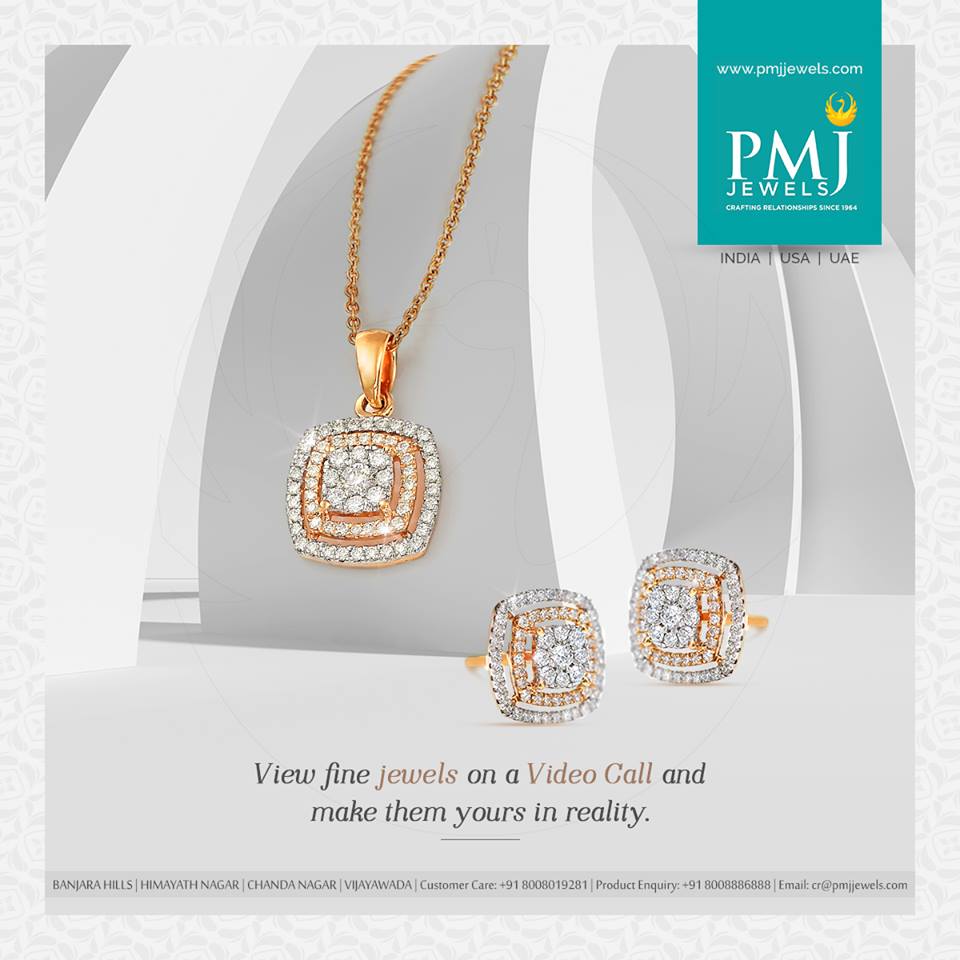 www.pmjjewels.com
PMJ
JEWELS
CRAFTING RELATIONSHIPS SINCE 1964
INDIA | USA | UAE
View fine jewels on a Video Call and
make them yours in reality.
BANJARA HILLS | HIMAYATH NAGAR | CHANDA NAGAR | VIJAYAWADA | Customer Care: +91 8008019281 | Product Enquiry: +91 8008886888 | Email: cr@pmjjewels.com